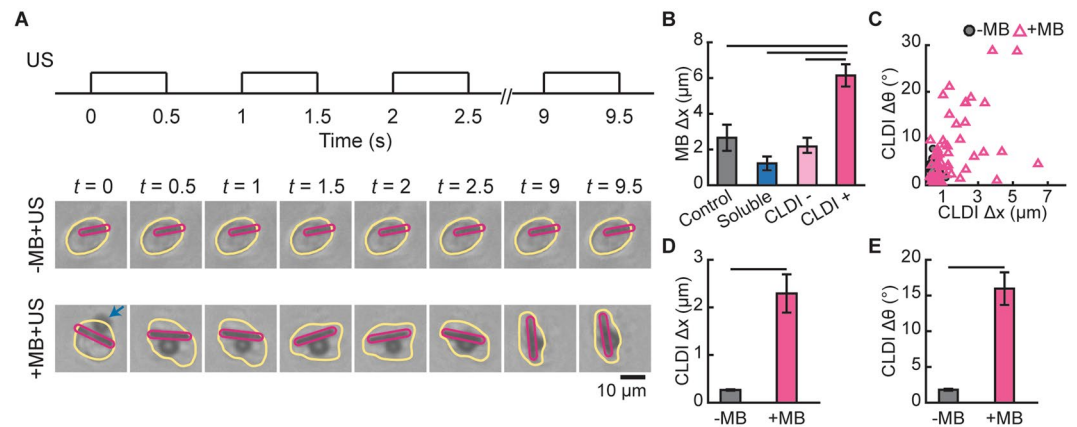 A
US
0 0.5 1 1.5 2 2.5 9 9.5
Time (s)
t = 0 t = 0.5 t = 1 t = 1.5 t = 2 t = 2.5 t = 9 t = 9.5
-MB+US
+MB+US
10 µm
B
MB Δx (µm)
8
6
4
2
0
Control
Soluble
CLDI -
CLDI +
C
-MB +MB
CLDI Δθ (°)
30
20
10
0
1 3 5 7
CLDI Δx (µm)
D
CLDI Δx (µm)
3
2
1
0
-MB +MB
E
CLDI Δθ (°)
20
15
10
5
0
-MB +MB